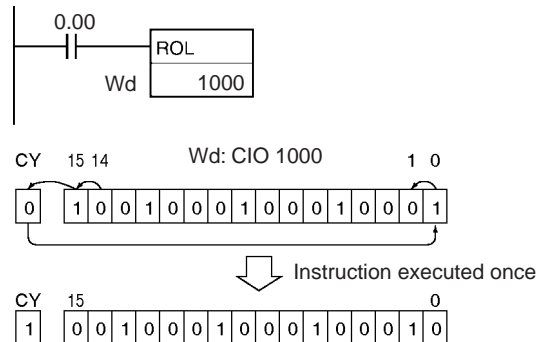 0.00
ROL
Wd 1000
CY 15 14 Wd: CIO 1000 1 0
0 1 0 0 1 0 0 0 1 0 0 0 1 0 0 0 1
Instruction executed once
CY 15 0
1 0 0 1 0 0 0 1 0 0 0 1 0 0 0 1 0